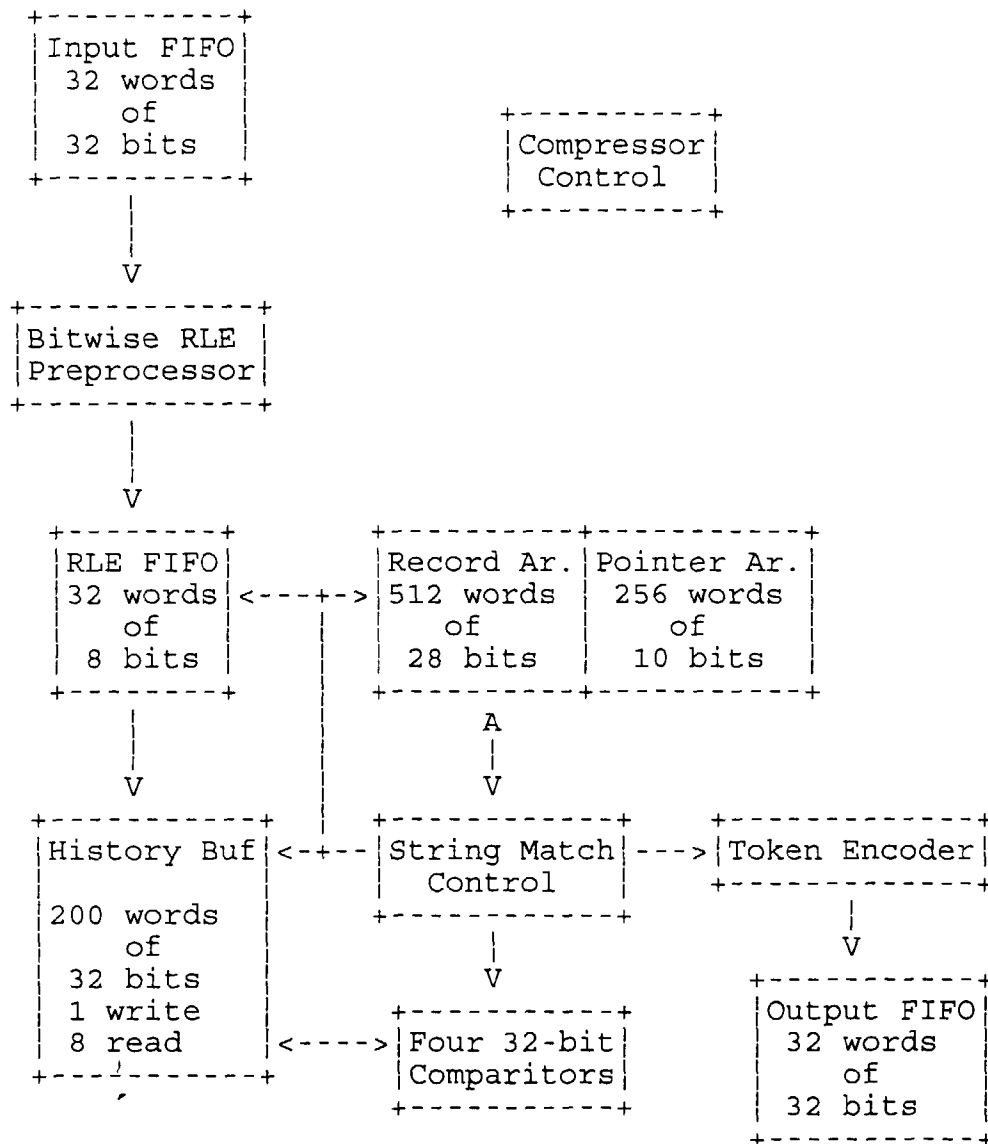 Input FIFO
32 words
of
32 bits
Compressor
Control
V
Bitwise RLE
Preprocessor
V
RLE FIFO
32 words
of
8 bits
Record Ar.
512 words
of
28 bits
Pointer Ar.
256 words
of
10 bits
V
A
V
History Buf
200 words
of
32 bits
1 write
8 read
String Match
Control
Token Encoder
V
V
Four 32-bit
Comparitors
Output FIFO
32 words
of
32 bits